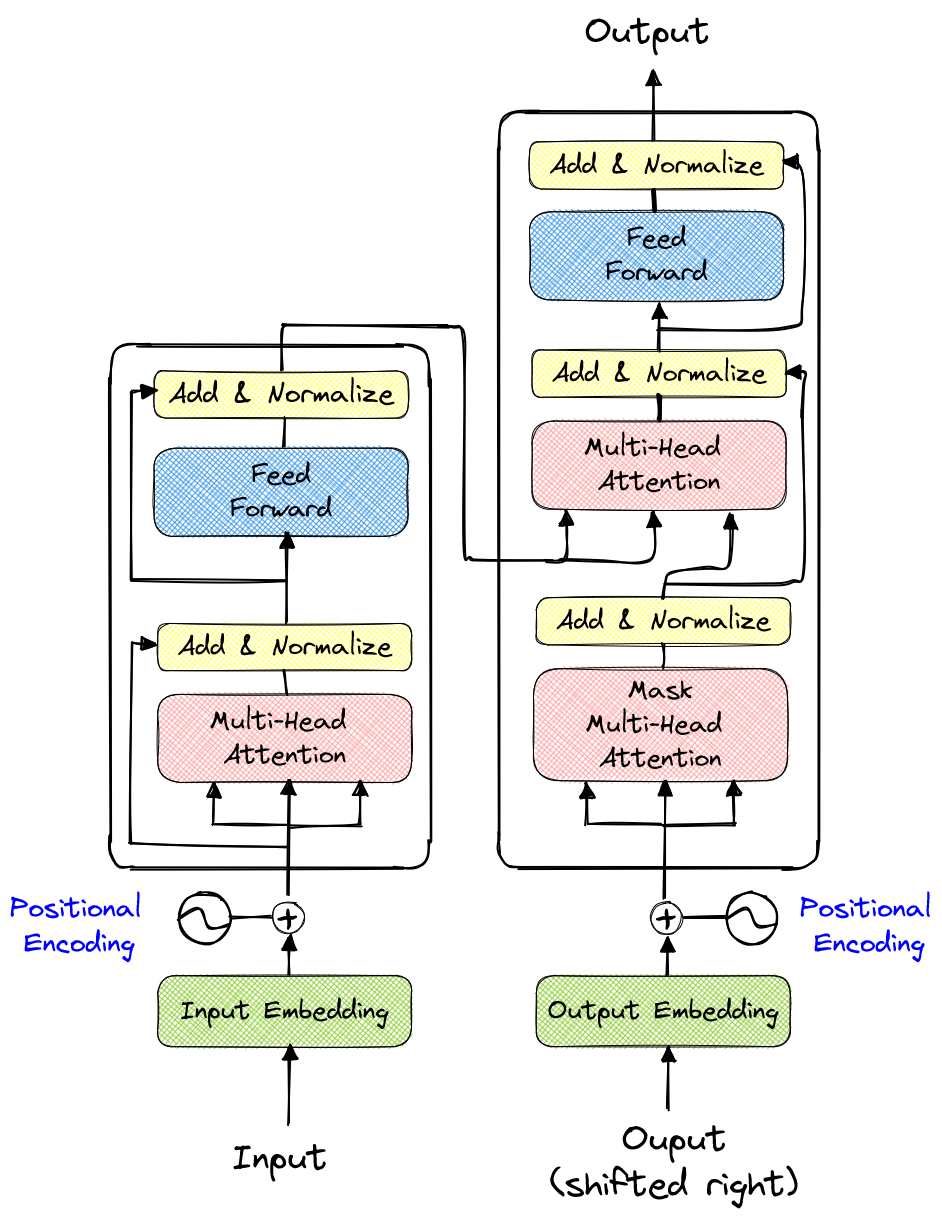 Output
Add & Normalize
Feed
Forward
Add & Normalize
Multi-Head
Attention
Add & Normalize
Mask
Multi-Head
Attention
Add & Normalize
Feed
Forward
Add & Normalize
Multi-Head
Attention
Positional
Encoding
+
Input Embedding
Input
+
Positional
Encoding
Output Embedding
Ouput
(shifted right)